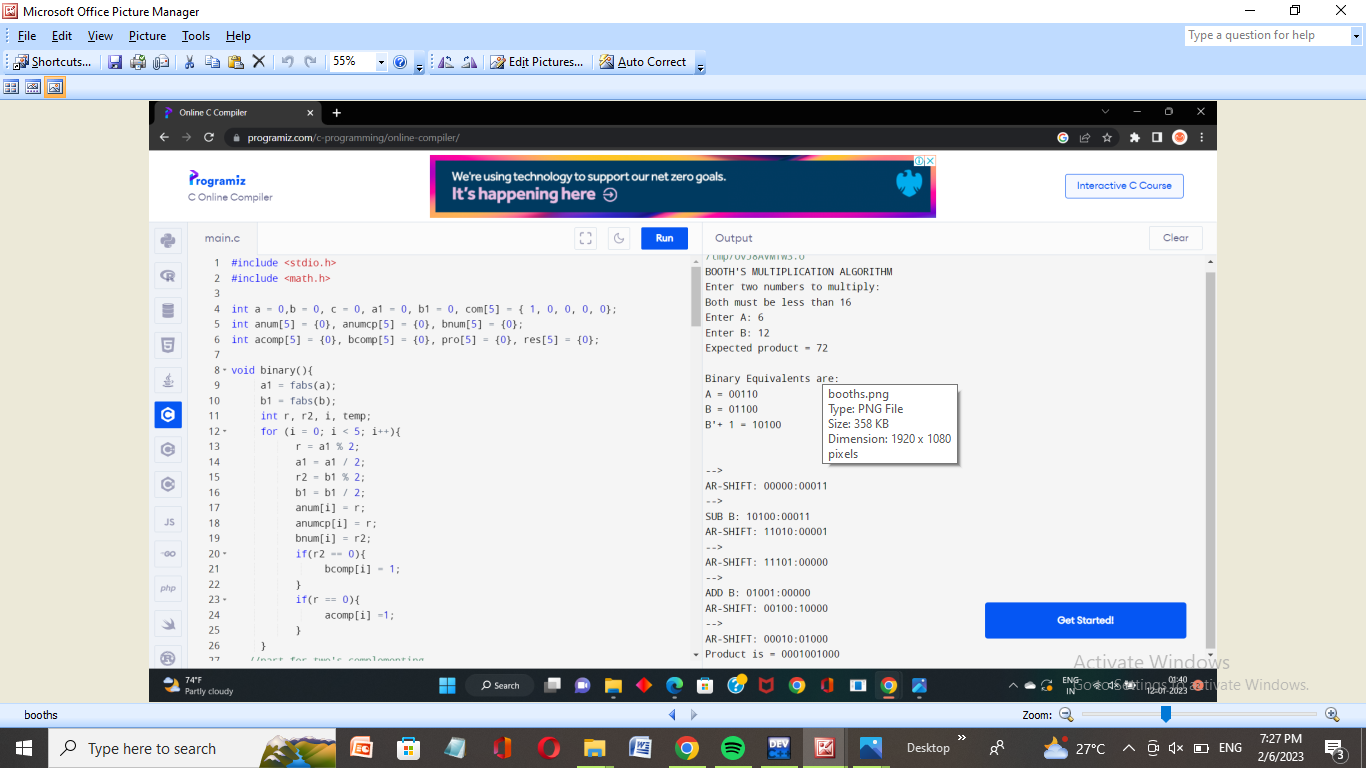 Microsoft Office Picture Manager
File Edit View Picture Tools Help
Type a question for help
Shortcuts... 55% Edit Pictures... Auto Correct
Online C Compiler
programiz.com/c-programming/online-compiler/
Programiz
C Online Compiler
We're using technology to support our net zero goals.
It's happening here
Interactive C Course
main.c
Run
Output
Clear
1 #include <stdio.h>
2 #include <math.h>
3
4 int a = 0,b = 0, c = 0, a1 = 0, b1 = 0, com[5] = { 1, 0, 0, 0, 0};
5 int anum[5] = {0}, anumcp[5] = {0}, bnum[5] = {0};
6 int acomp[5] = {0}, bcomp[5] = {0}, pro[5] = {0}, res[5] = {0};
7
8 void binary(){
9 a1 = fabs(a);
10 b1 = fabs(b);
11 int r, r2, i, temp;
12 for (i = 0; i < 5; i++){
13 r = a1 % 2;
14 a1 = a1 / 2;
15 r2 = b1 % 2;
16 b1 = b1 / 2;
17 anum[i] = r;
18 anumcp[i] = r;
19 bnum[i] = r2;
20 if(r2 == 0){
21 bcomp[i] = 1;
22 }
23 if(r == 0){
24 acomp[i] =1;
25 }
26 }
27 //part for two's complementing
BOOTH'S MULTIPLICATION ALGORITHM
Enter two numbers to multiply:
Both must be less than 16
Enter A: 6
Enter B: 12
Expected product = 72
Binary Equivalents are:
A = 00110
B = 01100
B'+ 1 = 10100
booths.png
Type: PNG File
Size: 358 KB
Dimension: 1920 x 1080
pixels
-->
AR-SHIFT: 00000:00011
-->
SUB B: 10100:00011
AR-SHIFT: 11010:00001
-->
AR-SHIFT: 11101:00000
-->
ADD B: 01001:00000
AR-SHIFT: 00100:10000
-->
AR-SHIFT: 00010:01000
Product is = 0001001000
Get Started!
JS
GO
php
Activate Windows
Go to Settings to activate Windows.
74°F
Partly cloudy
Search
ENG
IN
01:40
12-01-2023
booths
Zoom:
Type here to search
DEV
Desktop
27°C
ENG
7:27 PM
2/6/2023
3